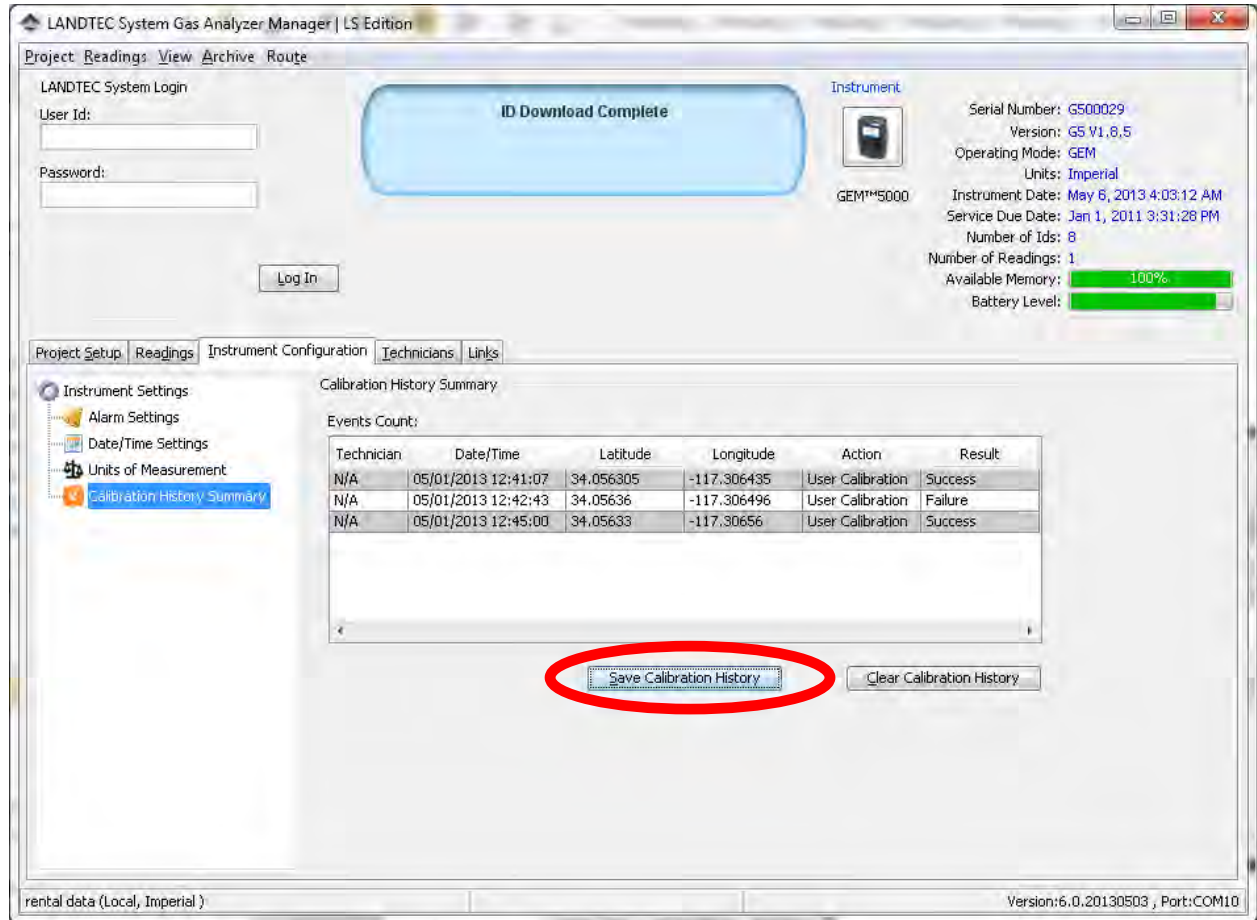 LANDTEC System Gas Analyzer Manager | LS Edition
Project Readings View Archive Route
LANDTEC System Login
User Id:
Password:
Log In
ID Download Complete
Instrument
GEM™5000
Serial Number: G500029
Version: G5 V1.8.5
Operating Mode: GEM
Units: Imperial
Instrument Date: May 6, 2013 4:03:12 AM
Service Due Date: Jan 1, 2011 3:31:28 PM
Number of Ids: 8
Number of Readings: 1
Available Memory: 100%
Battery Level:
Project Setup Readings Instrument Configuration Technicians Links
Instrument Settings
Alarm Settings
Date/Time Settings
Units of Measurement
Calibration History Summary
Calibration History Summary
Events Count:
Technician Date/Time Latitude Longitude Action Result
N/A 05/01/2013 12:41:07 34.056305 -117.306435 User Calibration Success
N/A 05/01/2013 12:42:43 34.05636 -117.306496 User Calibration Failure
N/A 05/01/2013 12:45:00 34.05633 -117.30656 User Calibration Success
Save Calibration History Clear Calibration History
rental data (Local, Imperial ) Version:6.0.20130503 , Port:COM10